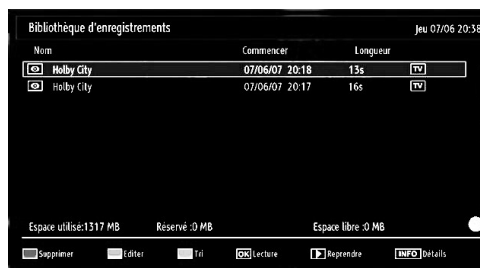 Bibliothèque d'enregistrements Jeu 07/06 20:38
Nom Commencer Longueur
Holby City 07/06/07 20:18 13s TV
Holby City 07/06/07 20:17 16s TV
Espace utilisé:1317 MB Réservé :0 MB Espace libre :0 MB
Supprimer Editer Tri OK Lecture Reprendre INFO Détails